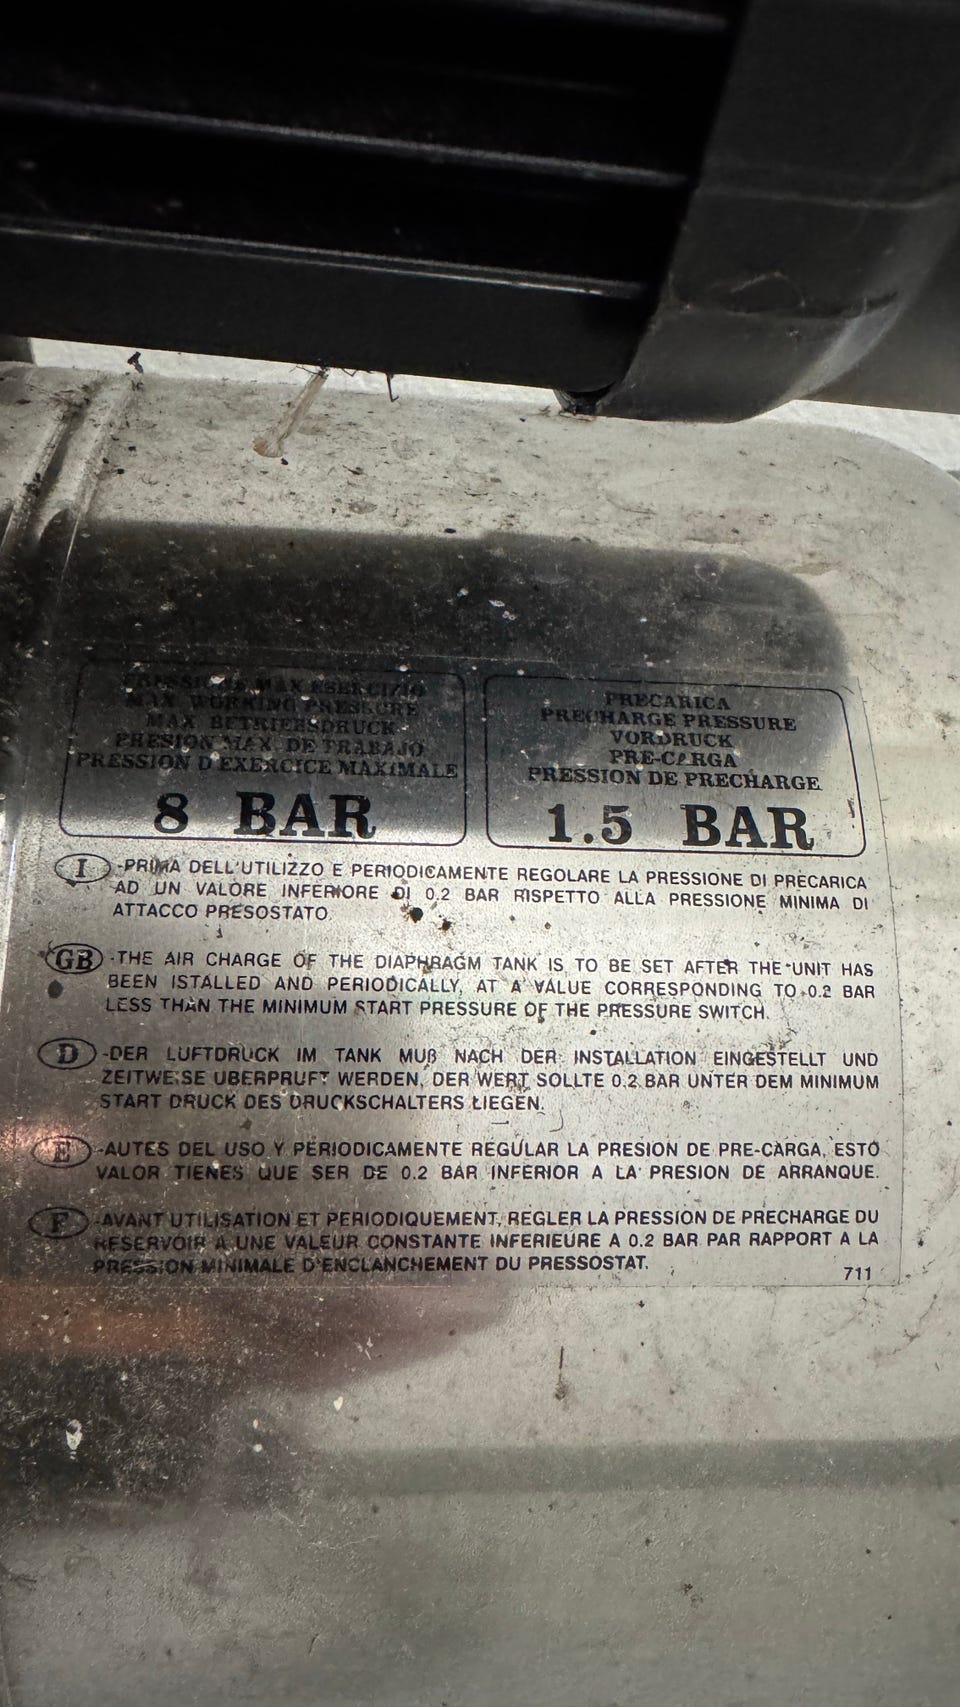 PRESSIONE MAX ESERCIZIO
MAX WORKING PRESSURE
MAX BETRIEBSDRUCK
PRESION MAX. DE TRABAJO
PRESSION D'EXERCICE MAXIMALE
8 BAR
PRECARICA
PRECHARGE PRESSURE
VORDRUCK
PRE-CARGA
PRESSION DE PRECHARGE
1.5 BAR
I -PRIMA DELL'UTILIZZO E PERIODICAMENTE REGOLARE LA PRESSIONE DI PRECARICA
AD UN VALORE INFERIORE DI 0.2 BAR RISPETTO ALLA PRESSIONE MINIMA DI
ATTACCO PRESOSTATO.
GB -THE AIR CHARGE OF THE DIAPHRAGM TANK IS TO BE SET AFTER THE UNIT HAS
BEEN ISTALLED AND PERIODICALLY, AT A VALUE CORRESPONDING TO 0.2 BAR
LESS THAN THE MINIMUM START PRESSURE OF THE PRESSURE SWITCH.
D -DER LUFTDRUCK IM TANK MUß NACH DER INSTALLATION EINGESTELLT UND
ZEITWEISE UBERPRUFT WERDEN, DER WERT SOLLTE 0.2 BAR UNTER DEM MINIMUM
START DRUCK DES DRUCKSCHALTERS LIEGEN.
E -AUTES DEL USO Y PERIODICAMENTE REGULAR LA PRESION DE PRE-CARGA, ESTO
VALOR TIENES QUE SER DE 0.2 BAR INFERIOR A LA PRESION DE ARRANQUE.
F -AVANT UTILISATION ET PERIODIQUEMENT, REGLER LA PRESSION DE PRECHARGE DU
RESERVOIR A UNE VALEUR CONSTANTE INFERIEURE A 0.2 BAR PAR RAPPORT A LA
PRESSION MINIMALE D'ENCLANCHEMENT DU PRESSOSTAT.
711